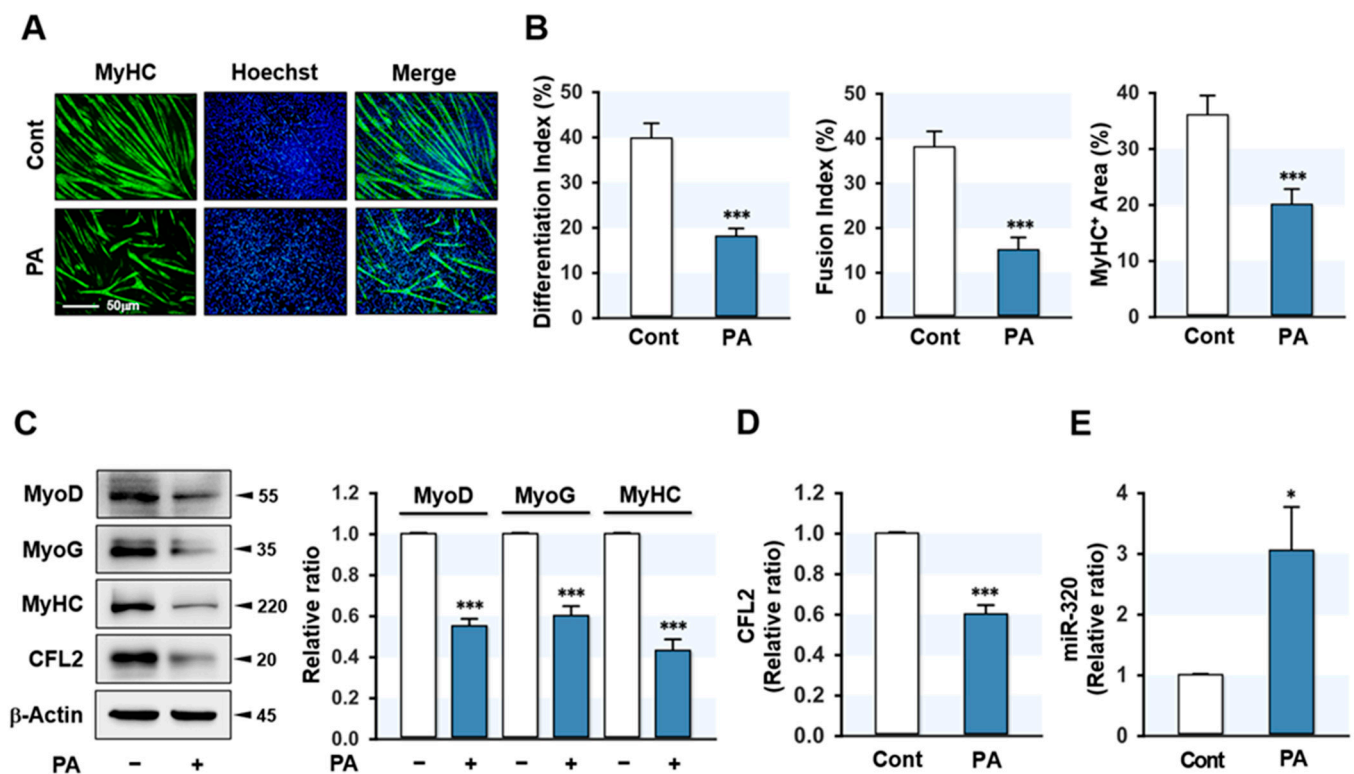 A
MyHC Hoechst Merge
Cont
PA
50µm
B
Differentiation Index (%)
50
40
30
20
10
0
***
Cont PA
Fusion Index (%)
50
40
30
20
10
0
***
Cont PA
MyHC⁺ Area (%)
40
30
20
10
0
***
Cont PA
C
MyoD 55
MyoG 35
MyHC 220
CFL2 20
β-Actin 45
PA − +
Relative ratio
1.2
1.0
0.8
0.6
0.4
0.2
0.0
MyoD MyoG MyHC
*** *** ***
PA − + − + − +
D
CFL2
(Relative ratio)
1.2
1.0
0.8
0.6
0.4
0.2
0.0
***
Cont PA
E
miR-320
(Relative ratio)
4
3
2
1
0
*
Cont PA